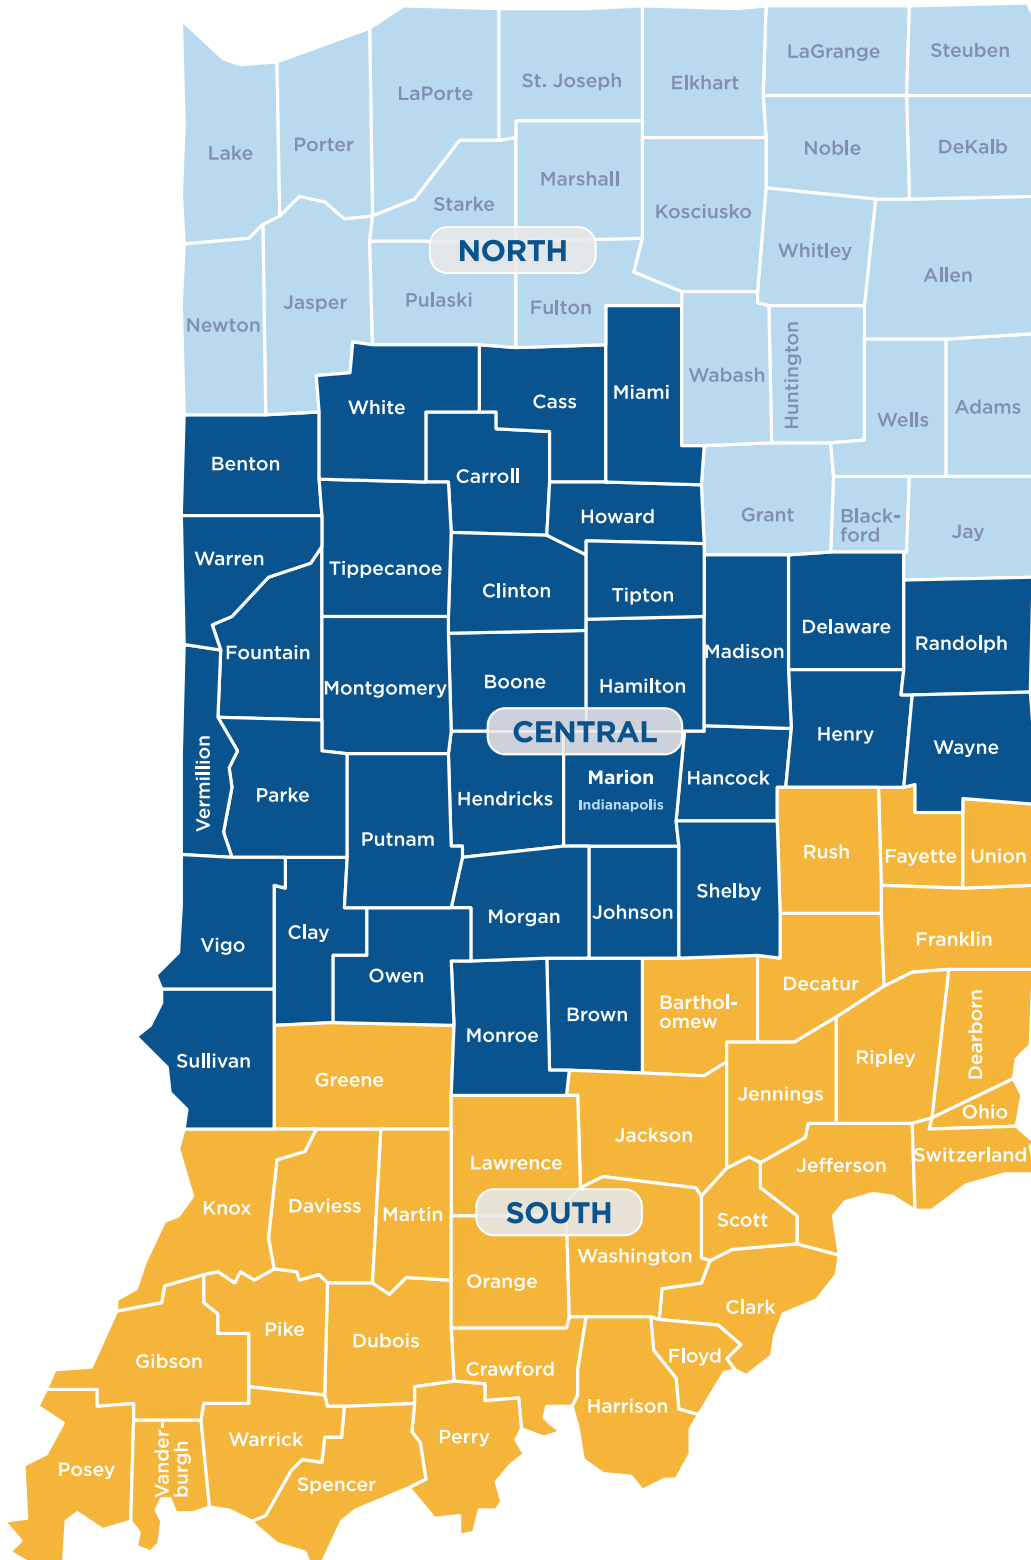 LaGrange
Steuben
St. Joseph
Elkhart
LaPorte
Porter
Lake
Noble
DeKalb
Marshall
Starke
Kosciusko
NORTH
Whitley
Allen
Jasper
Pulaski
Fulton
Newton
Huntington
Wabash
Miami
Cass
White
Wells
Adams
Benton
Carroll
Howard
Grant
Black-
ford
Jay
Warren
Tippecanoe
Clinton
Tipton
Delaware
Randolph
Fountain
Madison
Montgomery
Boone
Hamilton
CENTRAL
Henry
Wayne
Vermillion
Parke
Hendricks
Marion
Indianapolis
Hancock
Putnam
Rush
Fayette
Union
Shelby
Morgan
Johnson
Clay
Vigo
Franklin
Owen
Decatur
Barthol-
omew
Brown
Monroe
Sullivan
Greene
Dearborn
Ripley
Jennings
Ohio
Jackson
Lawrence
Switzerland
Jefferson
Knox
Daviess
Martin
SOUTH
Scott
Washington
Orange
Clark
Pike
Dubois
Gibson
Crawford
Floyd
Harrison
Warrick
Perry
Posey
Vander-
burgh
Spencer